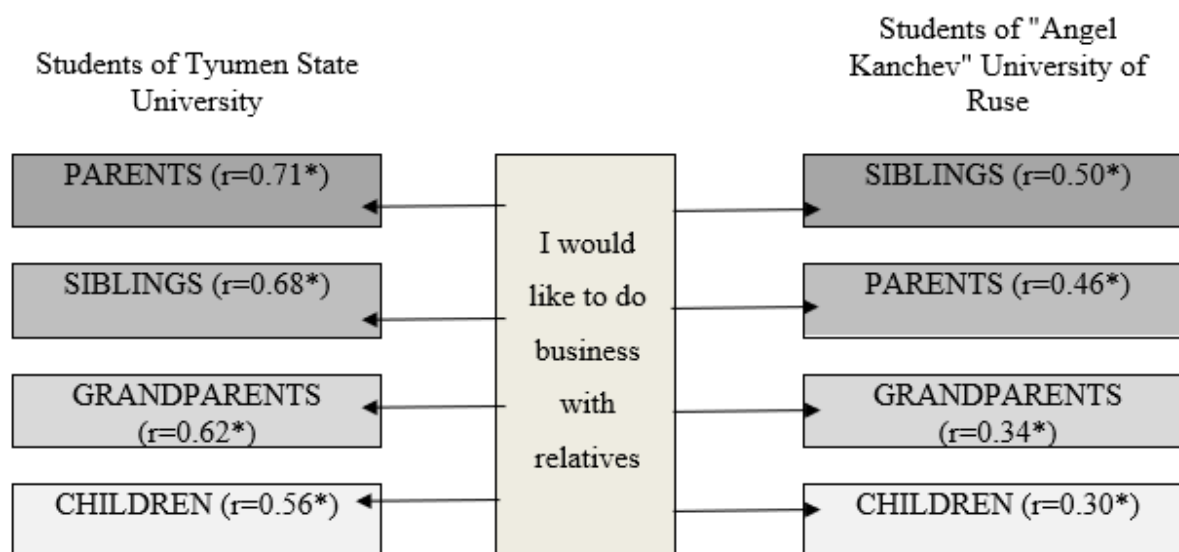 Students of Tyumen State
University
Students of "Angel
Kanchev" University of
Ruse
PARENTS (r=0.71*)
SIBLINGS (r=0.68*)
GRANDPARENTS
(r=0.62*)
CHILDREN (r=0.56*)
I would
like to do
business
with
relatives
SIBLINGS (r=0.50*)
PARENTS (r=0.46*)
GRANDPARENTS
(r=0.34*)
CHILDREN (r=0.30*)